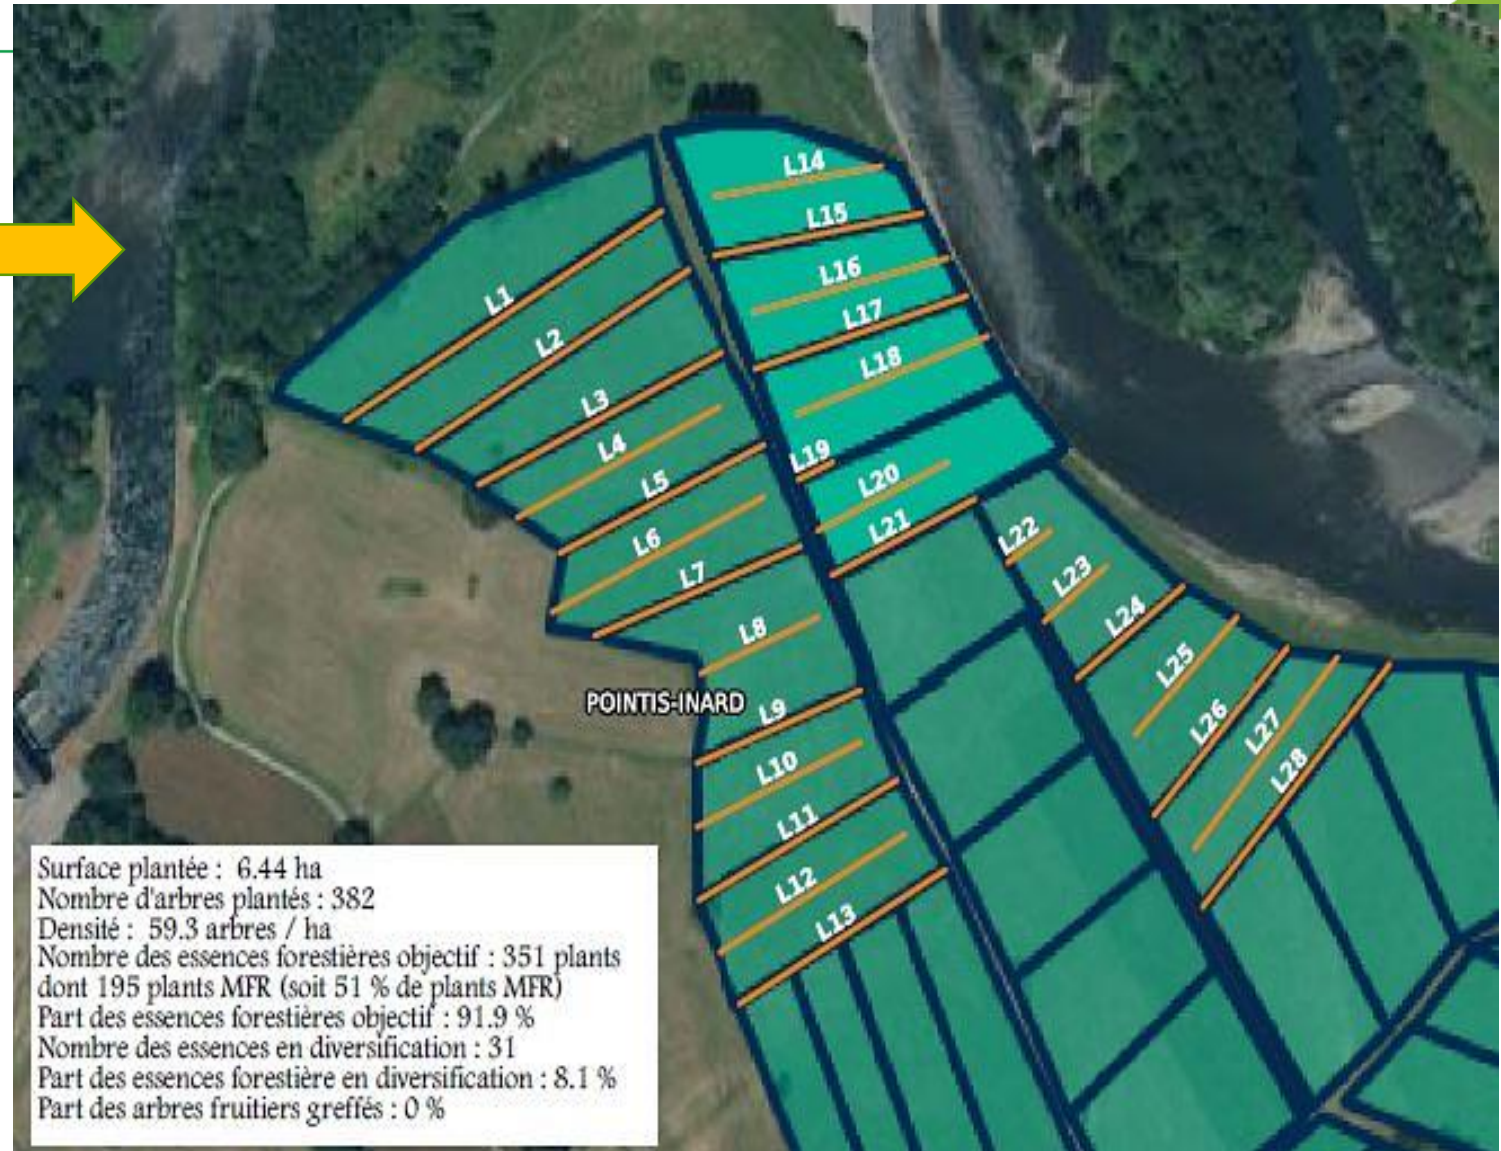 L14
L15
L1
L16
L17
L2
L18
L3
L4
L19
L5
L20
L21
L6
L22
L7
L23
L24
L8
L25
POINTIS-INARD
L9
L26
L27
L10
L28
L11
L12
L13
Surface plantée : 6.44 ha
Nombre d'arbres plantés : 382
Densité : 59.3 arbres / ha
Nombre des essences forestières objectif : 351 plants
dont 195 plants MFR (soit 51 % de plants MFR)
Part des essences forestières objectif : 91.9 %
Nombre des essences en diversification : 31
Part des essences forestière en diversification : 8.1 %
Part des arbres fruitiers greffés : 0 %